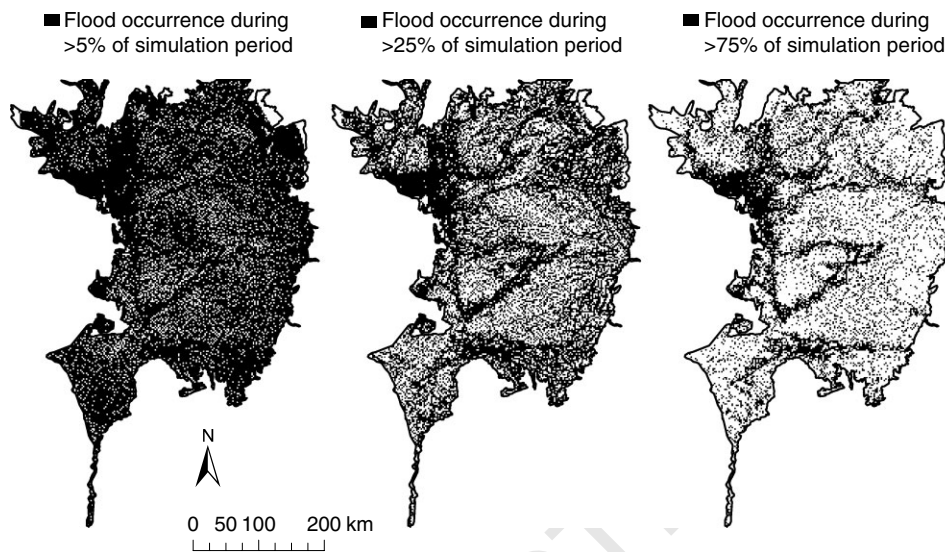 Flood occurrence during
>5% of simulation period
Flood occurrence during
>25% of simulation period
Flood occurrence during
>75% of simulation period
N
0 50 100 200 km